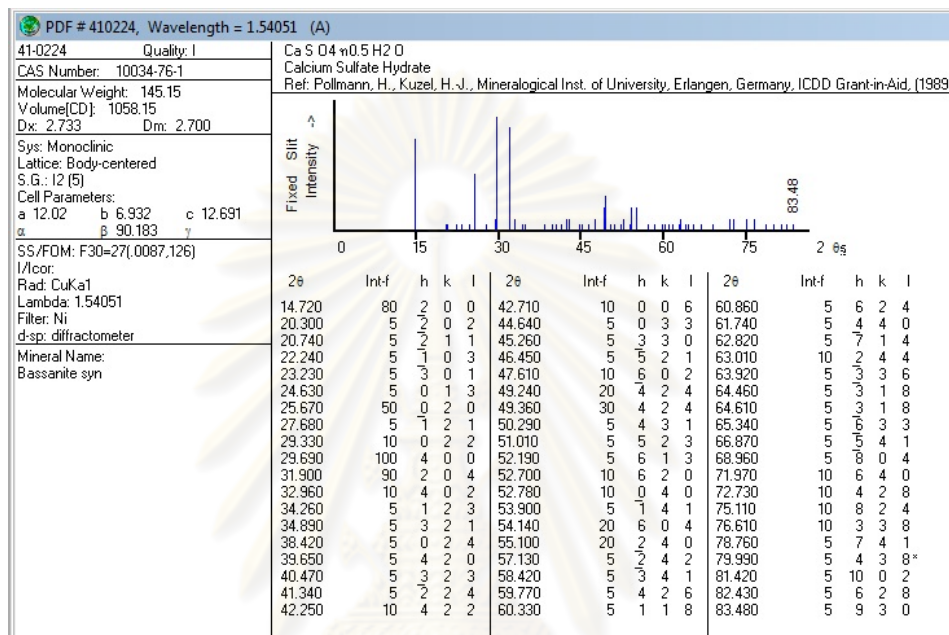 PDF # 410224, Wavelength = 1.54051 (A)
41-0224 Quality: I
CAS Number: 10034-76-1
Molecular Weight: 145.15
Volume[CD]: 1058.15
Dx: 2.733 Dm: 2.700
Sys: Monoclinic
Lattice: Body-centered
S.G.: I2 (5)
Cell Parameters:
a 12.02 b 6.932 c 12.691
α β 90.183 γ
SS/FOM: F30=27(.0087,126)
I/Icor:
Rad: CuKa1
Lambda: 1.54051
Filter: Ni
d-sp: diffractometer
Mineral Name:
Bassanite syn
Ca S O4 ท0.5 H2 O
Calcium Sulfate Hydrate
Ref: Pollmann, H., Kuzel, H.-J., Mineralogical Inst. of University, Erlangen, Germany, ICDD Grant-in-Aid, (1989
Fixed Slit
Intensity ->
83.48
0 15 30 45 60 75 2 θ
2θ Int-f h k l 2θ Int-f h k l 2θ Int-f h k l
14.720 80 2 0 0 42.710 10 0 0 6 60.860 5 6 2 4
20.300 5 2 0 2 44.640 5 0 3 3 61.740 5 4 4 0
20.740 5 2 1 1 45.260 5 3 3 0 62.820 5 7 1 4
22.240 5 1 0 3 46.450 5 5 2 1 63.010 10 2 4 4
23.230 5 3 0 1 47.610 10 6 0 2 63.920 5 3 3 6
24.630 5 0 1 3 49.240 20 4 2 4 64.460 5 3 1 8
25.670 50 0 2 0 49.360 30 4 2 4 64.610 5 3 1 8
27.680 5 1 2 1 50.290 5 4 3 1 65.340 5 6 3 3
29.330 10 0 2 2 51.010 5 5 2 3 66.870 5 5 4 1
29.690 100 4 0 0 52.190 5 6 1 3 68.960 5 8 0 4
31.900 90 2 0 4 52.700 10 6 2 0 71.970 10 6 4 0
32.960 10 4 0 2 52.780 10 0 4 0 72.730 10 4 2 8
34.260 5 1 2 3 53.900 5 1 4 1 75.110 10 8 2 4
34.890 5 3 2 1 54.140 20 6 0 4 76.610 10 3 3 8
38.420 5 0 2 4 55.100 20 2 4 0 78.760 5 7 4 1
39.650 5 4 2 0 57.130 5 2 4 2 79.990 5 4 3 8*
40.470 5 3 2 3 58.420 5 3 4 1 81.420 5 10 0 2
41.340 5 2 2 4 59.770 5 4 2 6 82.430 5 6 2 8
42.250 10 4 2 2 60.330 5 1 1 8 83.480 5 9 3 0